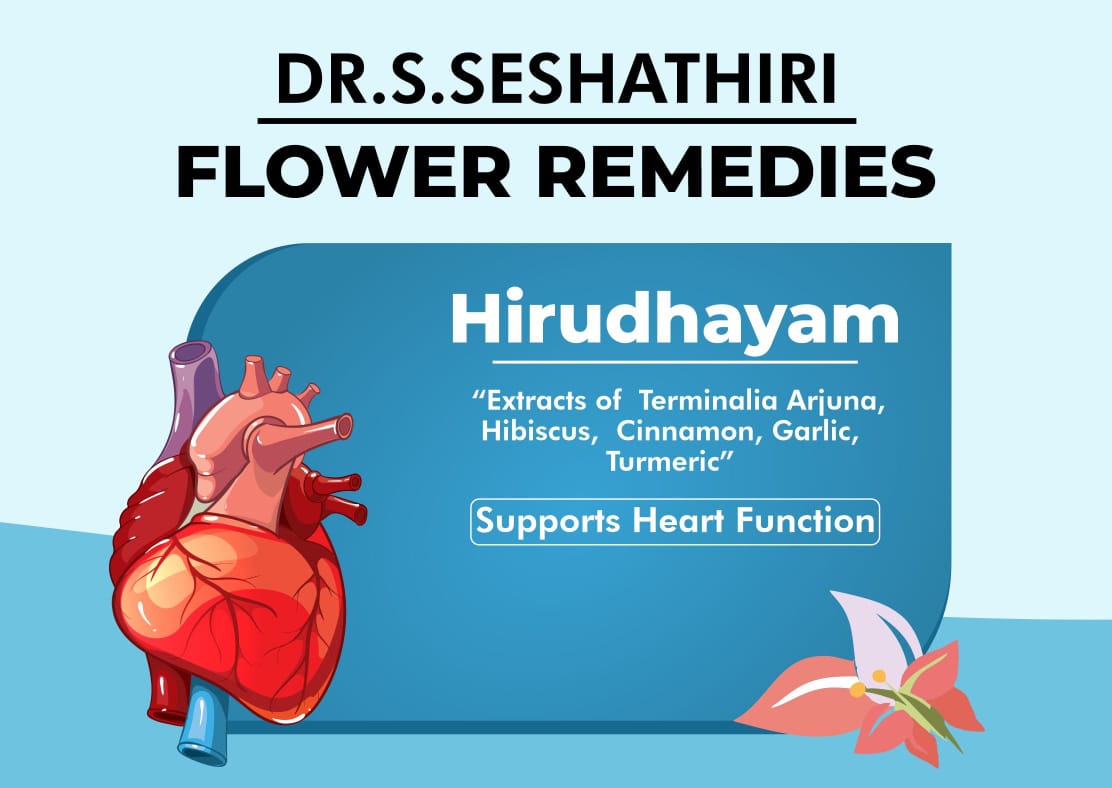 DR.S.SESHATHIRI
FLOWER REMEDIES
Hirudhayam
“Extracts of Terminalia Arjuna,
Hibiscus, Cinnamon, Garlic,
Turmeric”
Supports Heart Function